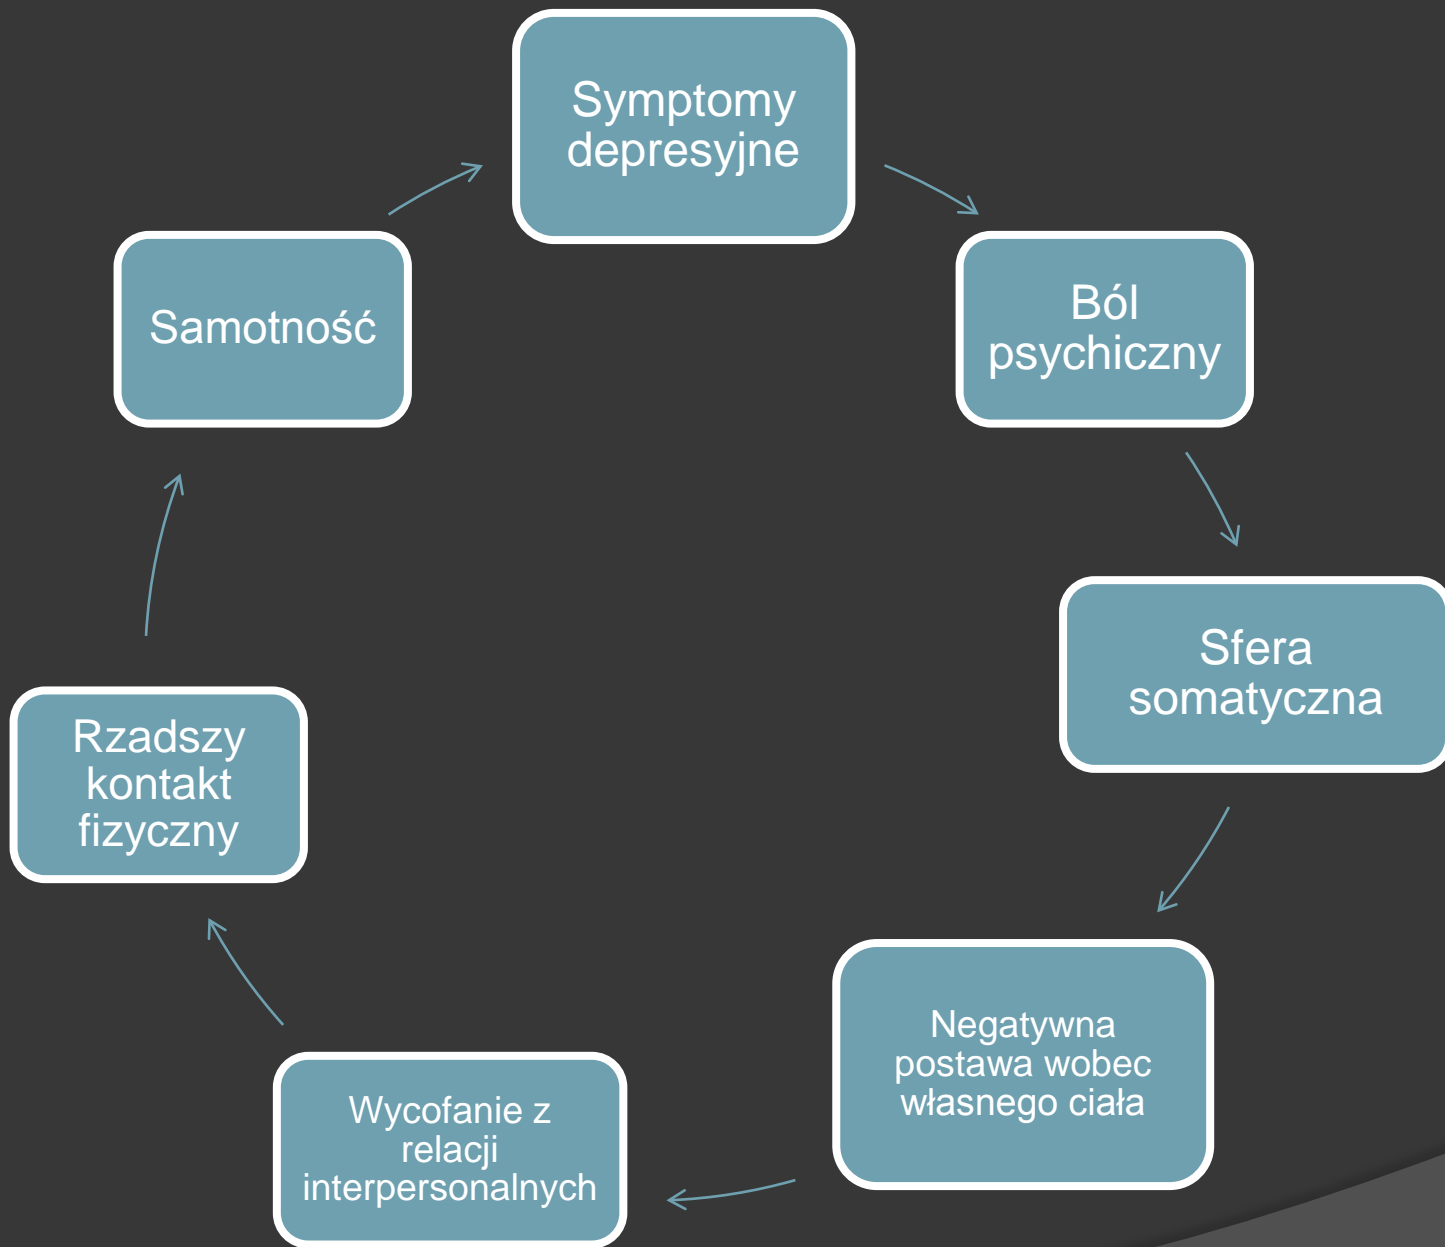 Symptomy
depresyjne
Ból
psychiczny
Sfera
somatyczna
Negatywna
postawa wobec
własnego ciała
Wycofanie z
relacji
interpersonalnych
Rzadszy
kontakt
fizyczny
Samotność